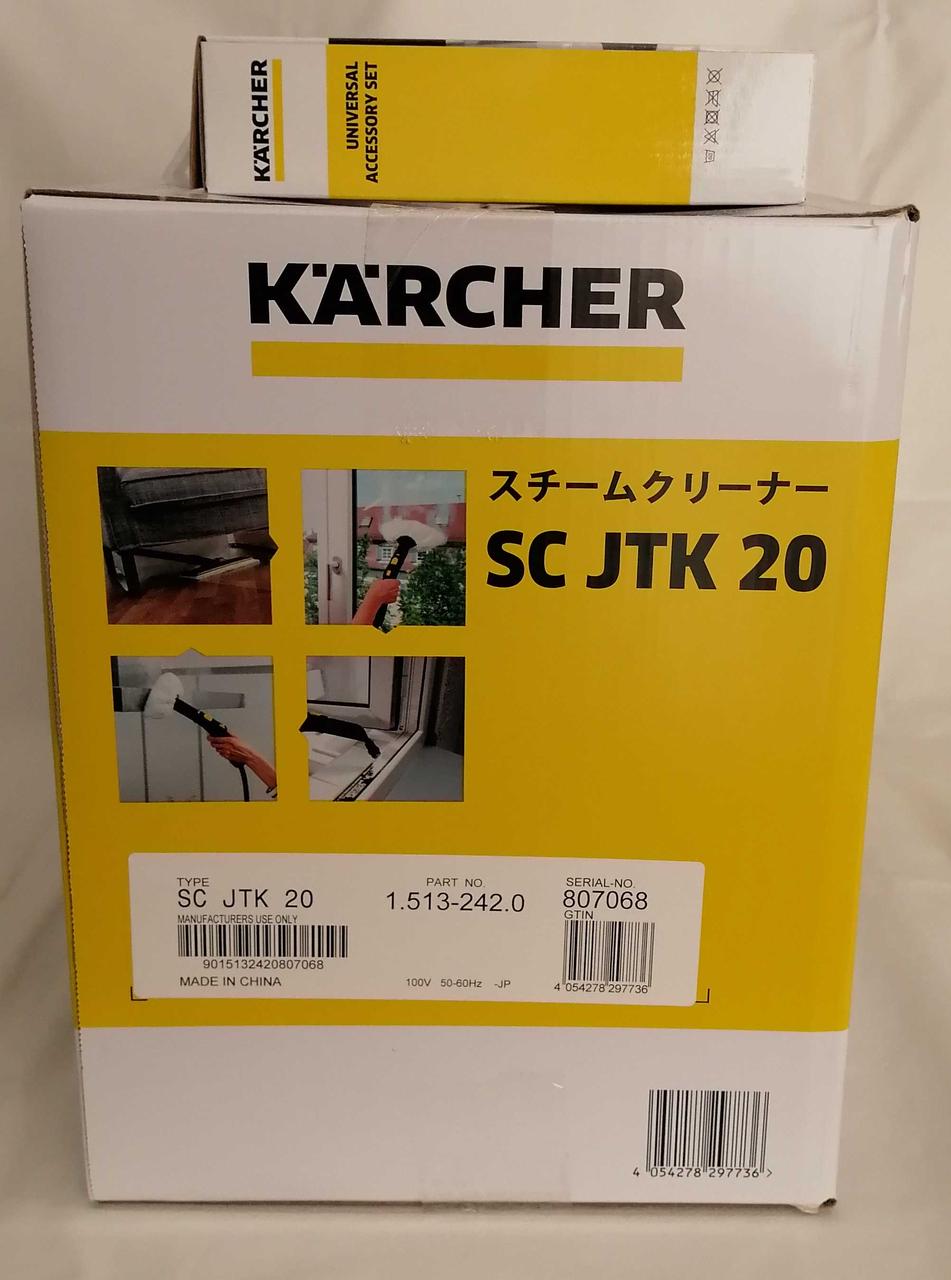 KÄRCHER
UNIVERSAL
ACCESSORY SET
KÄRCHER
スチームクリーナー
SC JTK 20
TYPE
SC JTK 20
MANUFACTURERS USE ONLY
9015132420807068
MADE IN CHINA
PART NO.
1.513-242.0
100V 50-60Hz -JP
SERIAL-NO.
807068
GTIN
4 054278 297736
4 054278 297736 >